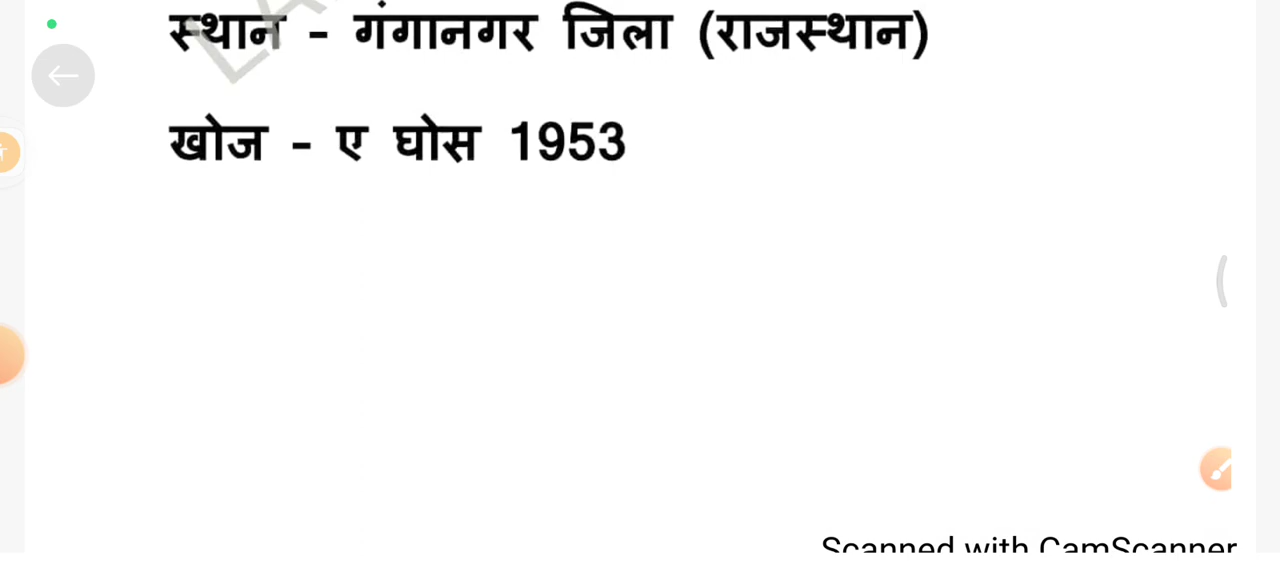 स्थान - गंगानगर जिला (राजस्थान)
खोज - ए घोस 1953
Scanned with CamScanner